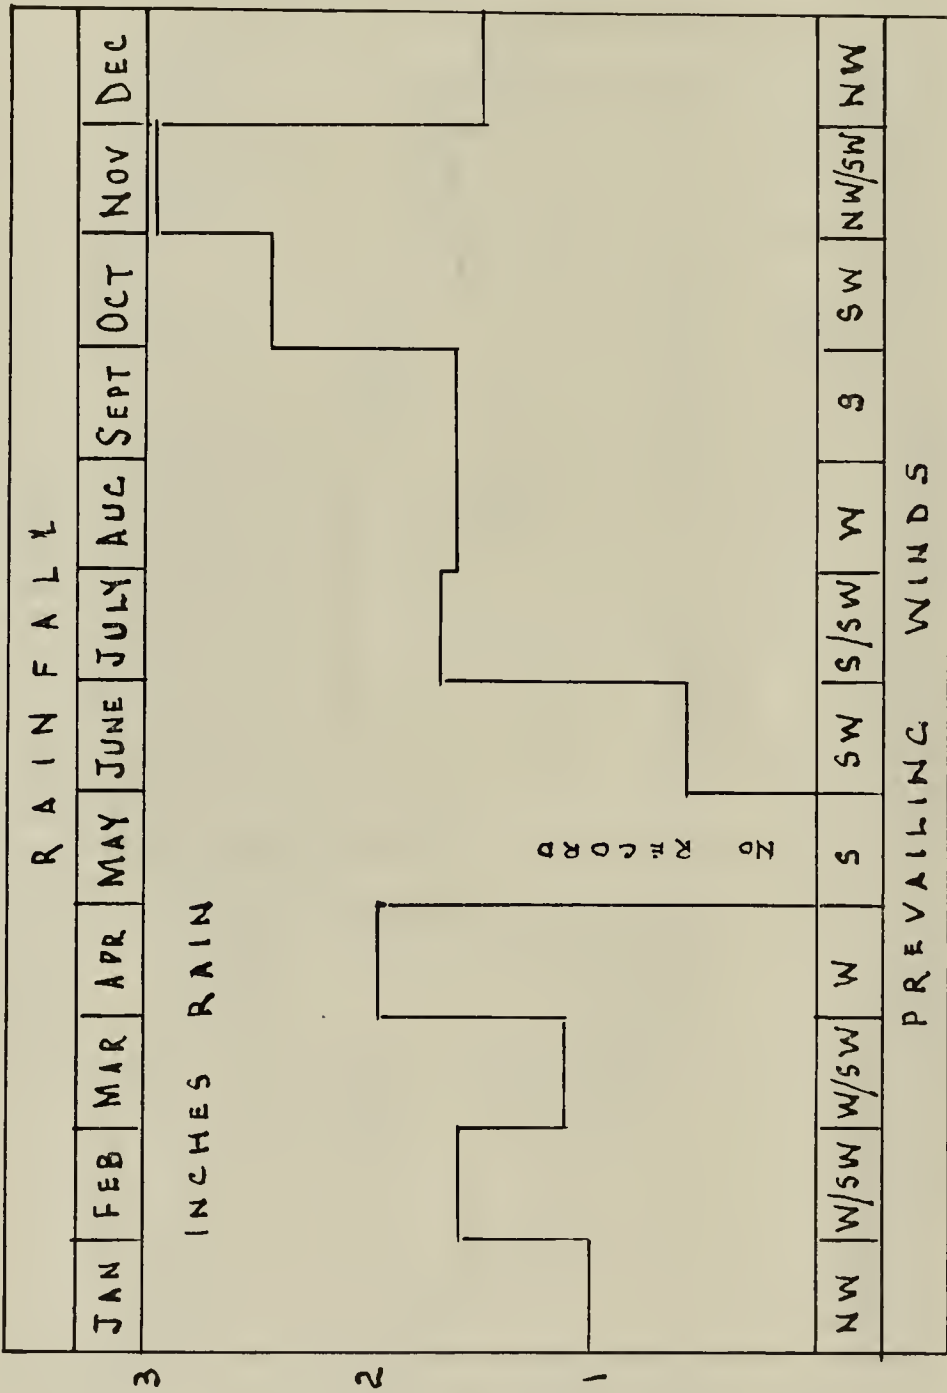 RAINFALL
JAN FEB MAR APR MAY JUNE JULY AUG SEPT OCT NOV DEC
3
INCHES RAIN
2
NO RECORD
1
NW W/SW W/SW W S SW S/SW W S SW NW/SW NW
PREVAILING WINDS